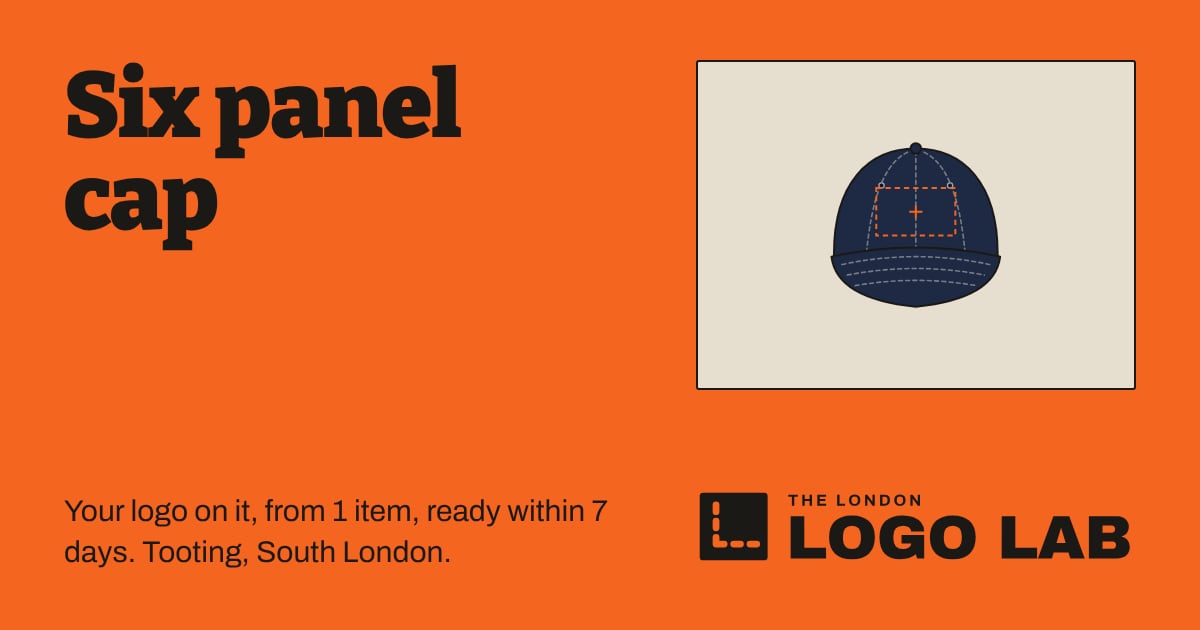 Six panel
cap
Your logo on it, from 1 item, ready within 7
days. Tooting, South London.
THE LONDON
LOGO LAB